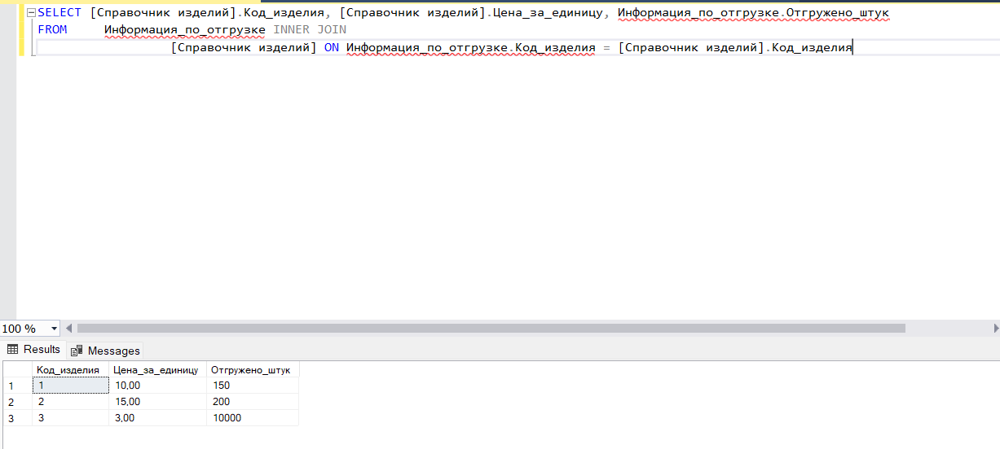 SELECT [Справочник изделий].Код_изделия, [Справочник изделий].Цена_за_единицу, Информация_по_отгрузке.Отгружено_штук
FROM Информация_по_отгрузке INNER JOIN
[Справочник изделий] ON Информация_по_отгрузке.Код_изделия = [Справочник изделий].Код_изделия
100 %
Results Messages
Код_изделия Цена_за_единицу Отгружено_штук
1 1 10,00 150
2 2 15,00 200
3 3 3,00 10000